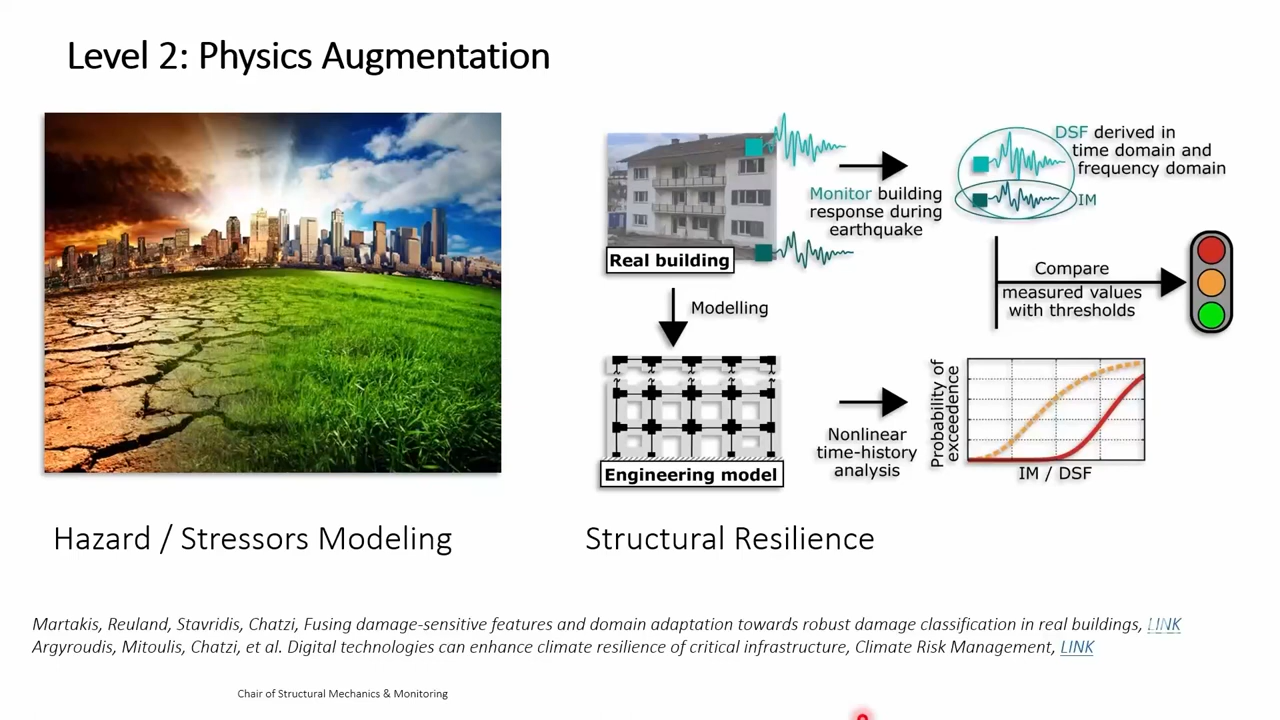 Level 2: Physics Augmentation
Real building
Monitor building
response during
earthquake
DSF derived in
time domain and
frequency domain
IM
Compare
measured values
with thresholds
Modelling
Engineering model
Nonlinear
time-history
analysis
Probability of
exceedence
IM / DSF
Hazard / Stressors Modeling
Structural Resilience
Martakis, Reuland, Stavridis, Chatzi, Fusing damage-sensitive features and domain adaptation towards robust damage classification in real buildings, LINK
Argyroudis, Mitoulis, Chatzi, et al. Digital technologies can enhance climate resilience of critical infrastructure, Climate Risk Management, LINK
Chair of Structural Mechanics & Monitoring